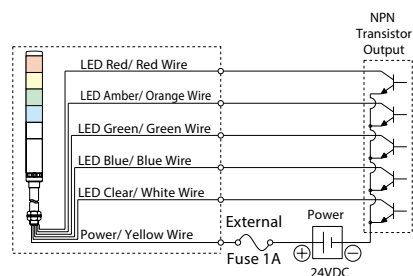 NPN
Transistor
Output
LED Red/ Red Wire
LED Amber/ Orange Wire
LED Green/ Green Wire
LED Blue/ Blue Wire
LED Clear/ White Wire
Power/ Yellow Wire
External
Fuse 1A
Power
24VDC